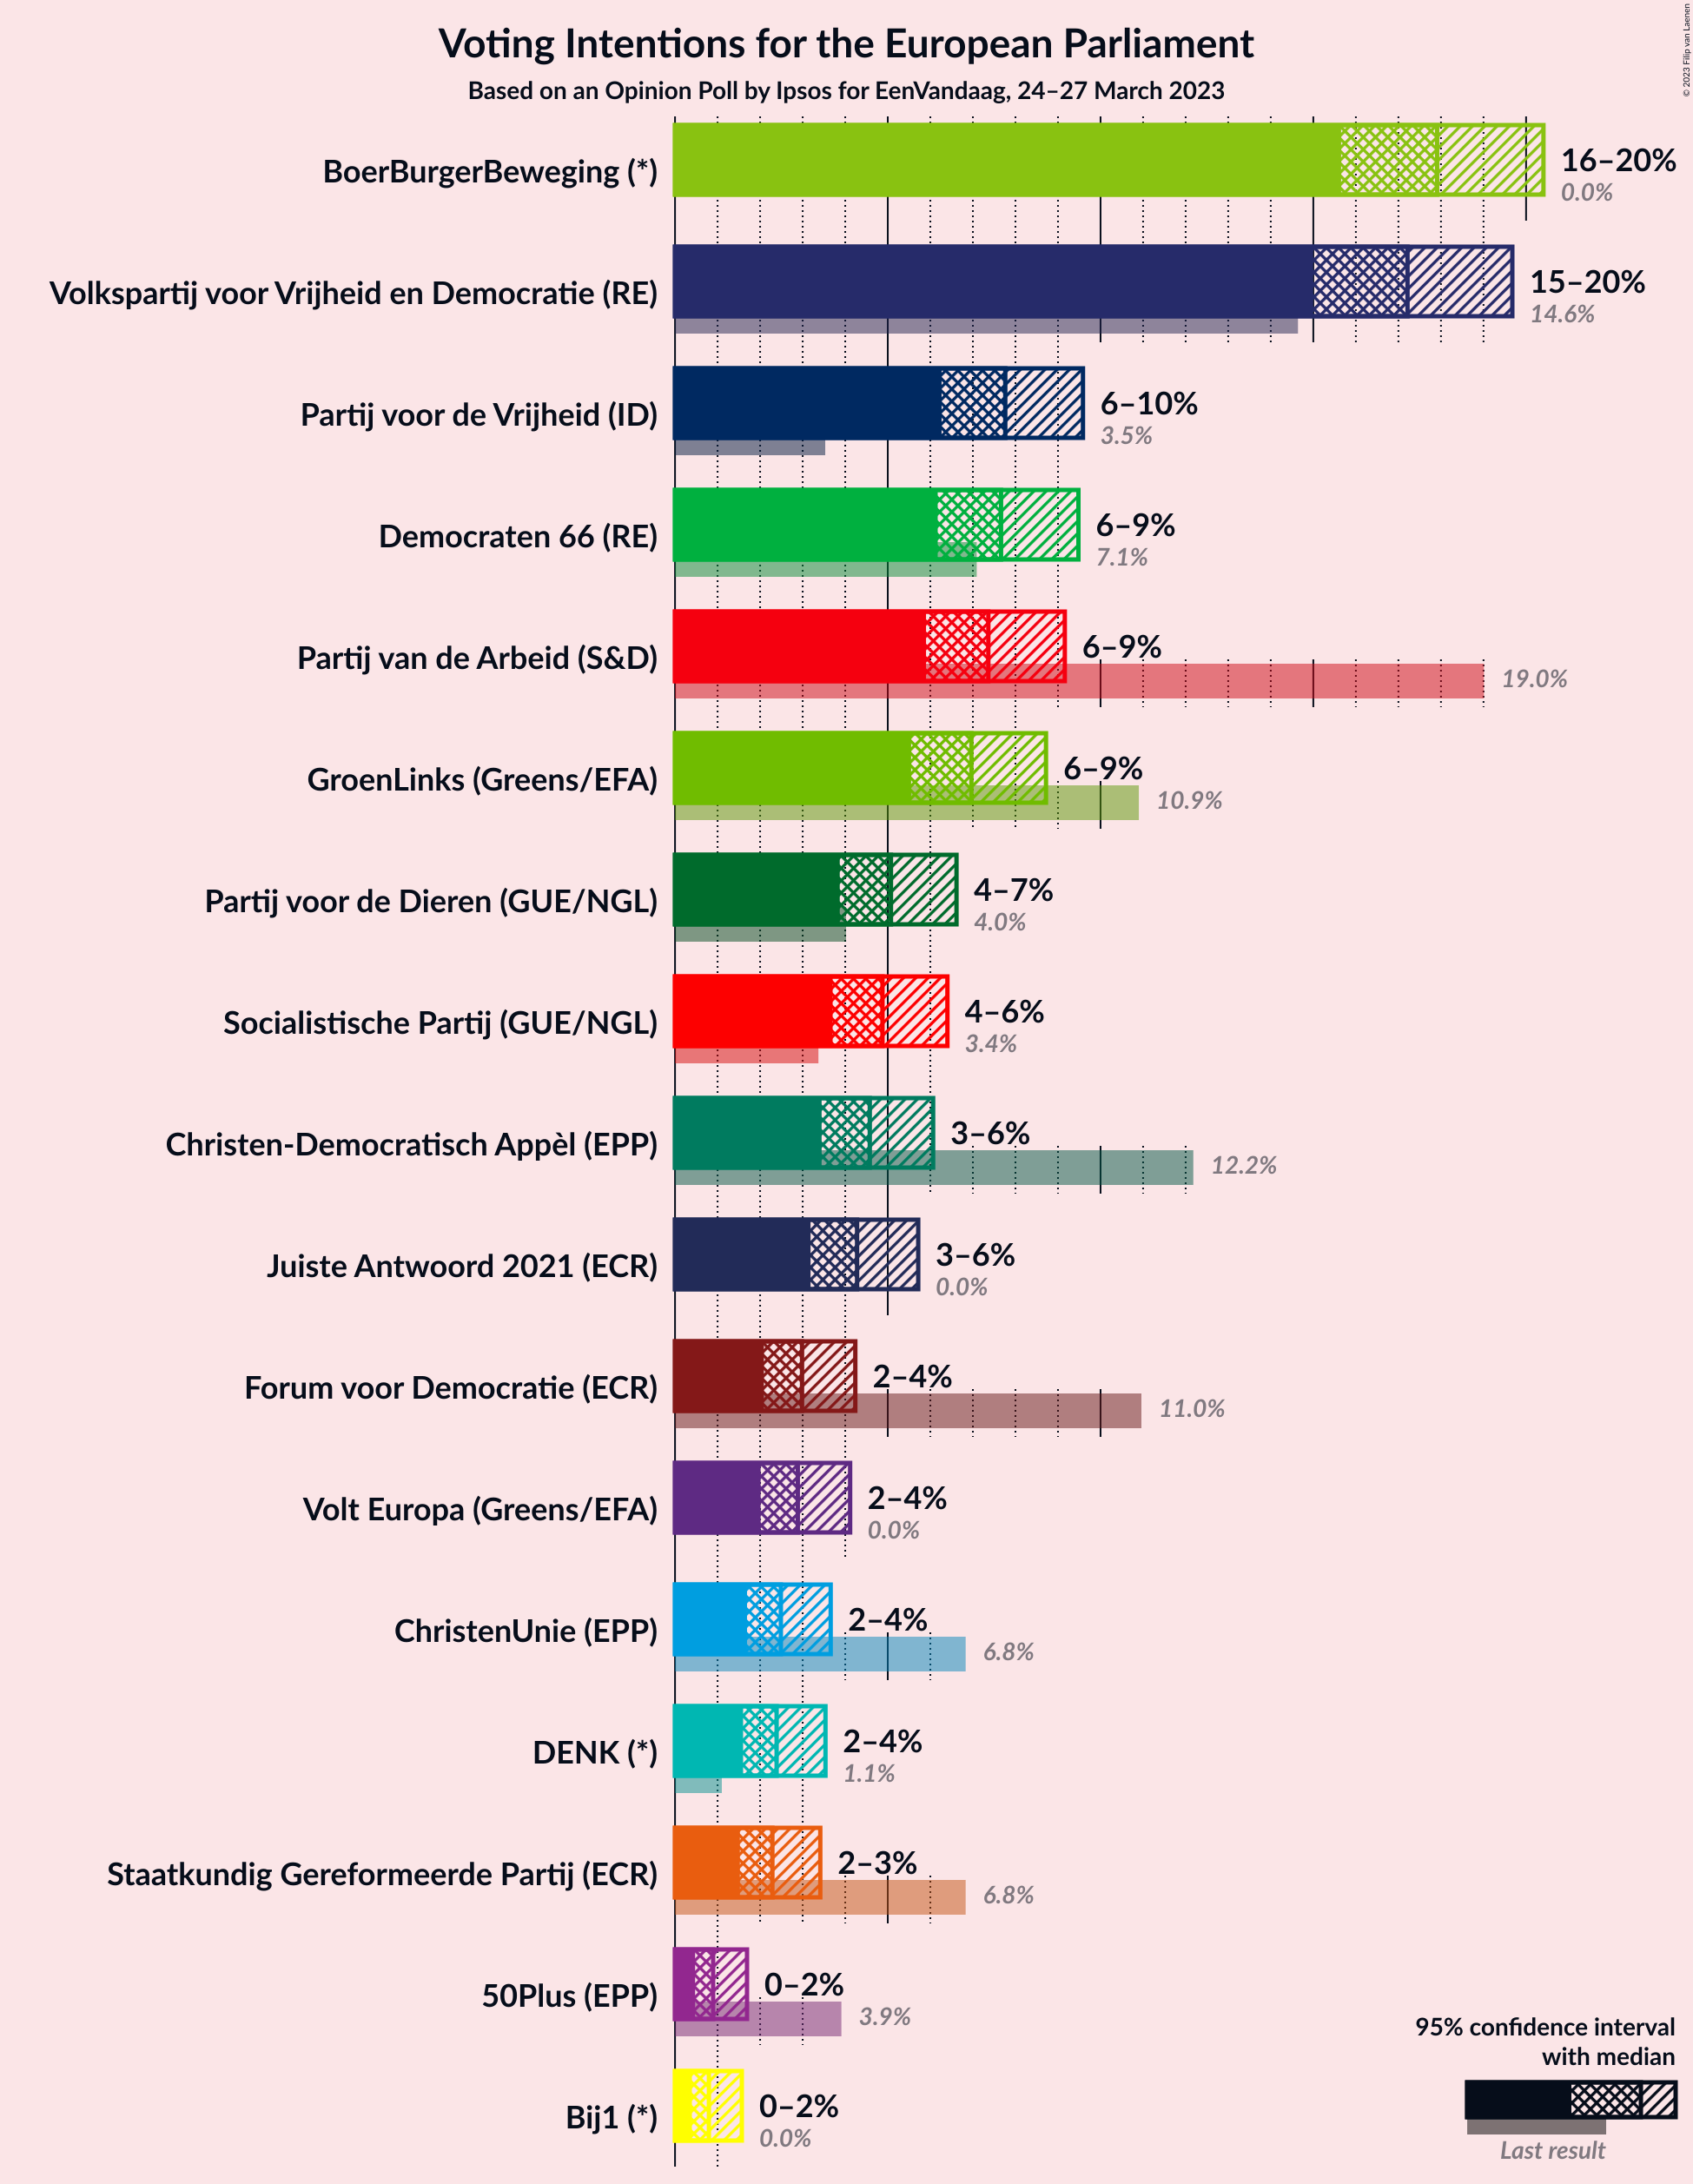 © 2023 Filip van Laenen
Voting Intentions for the European Parliament
Based on an Opinion Poll by Ipsos for EenVandaag, 24–27 March 2023
BoerBurgerBeweging (*)
16–20%
0.0%
Volkspartij voor Vrijheid en Democratie (RE)
15–20%
14.6%
Partij voor de Vrijheid (ID)
6–10%
3.5%
Democraten 66 (RE)
6–9%
7.1%
Partij van de Arbeid (S&D)
6–9%
19.0%
GroenLinks (Greens/EFA)
6–9%
10.9%
Partij voor de Dieren (GUE/NGL)
4–7%
4.0%
Socialistische Partij (GUE/NGL)
4–6%
3.4%
Christen-Democratisch Appèl (EPP)
3–6%
12.2%
Juiste Antwoord 2021 (ECR)
3–6%
0.0%
Forum voor Democratie (ECR)
2–4%
11.0%
Volt Europa (Greens/EFA)
2–4%
0.0%
ChristenUnie (EPP)
2–4%
6.8%
DENK (*)
2–4%
1.1%
Staatkundig Gereformeerde Partij (ECR)
2–3%
6.8%
50Plus (EPP)
0–2%
3.9%
Bij1 (*)
0–2%
0.0%
95% confidence interval
with median
Last result